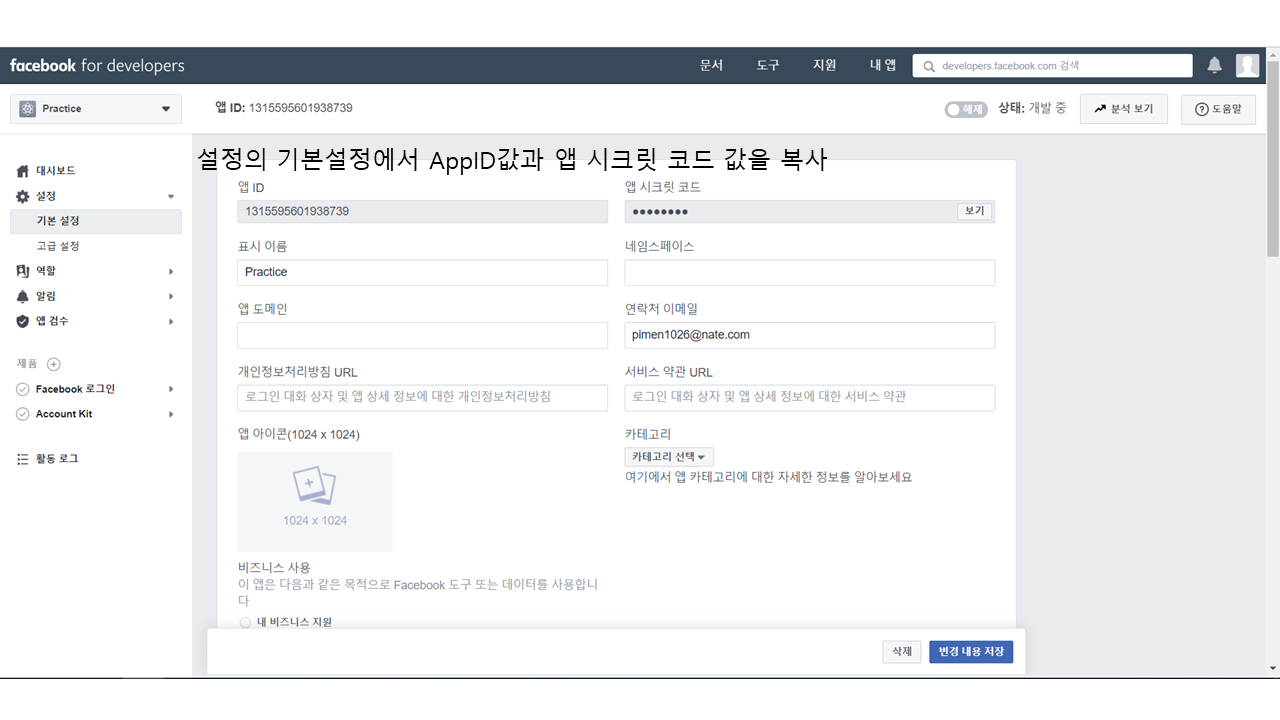 facebook for developers
문서 도구 지원 내 앱 developers.facebook.com 검색
Practice
앱 ID: 1315595601938739
해제 상태: 개발 중 분석 보기 도움말
설정의 기본설정에서 AppID값과 앱 시크릿 코드 값을 복사
대시보드
설정
기본 설정
고급 설정
역할
알림
앱 검수
제품
Facebook 로그인
Account Kit
활동 로그
앱 ID
1315595601938739
앱 시크릿 코드
●●●●●●●● 보기
표시 이름
Practice
네임스페이스
앱 도메인
연락처 이메일
pimen1026@nate.com
개인정보처리방침 URL
로그인 대화 상자 및 앱 상세 정보에 대한 개인정보처리방침
서비스 약관 URL
로그인 대화 상자 및 앱 상세 정보에 대한 서비스 약관
앱 아이콘(1024 x 1024)
1024 x 1024
카테고리
카테고리 선택
여기에서 앱 카테고리에 대한 자세한 정보를 알아보세요
비즈니스 사용
이 앱은 다음과 같은 목적으로 Facebook 도구 또는 데이터를 사용합니
다
내 비즈니스 지원
삭제 변경 내용 저장